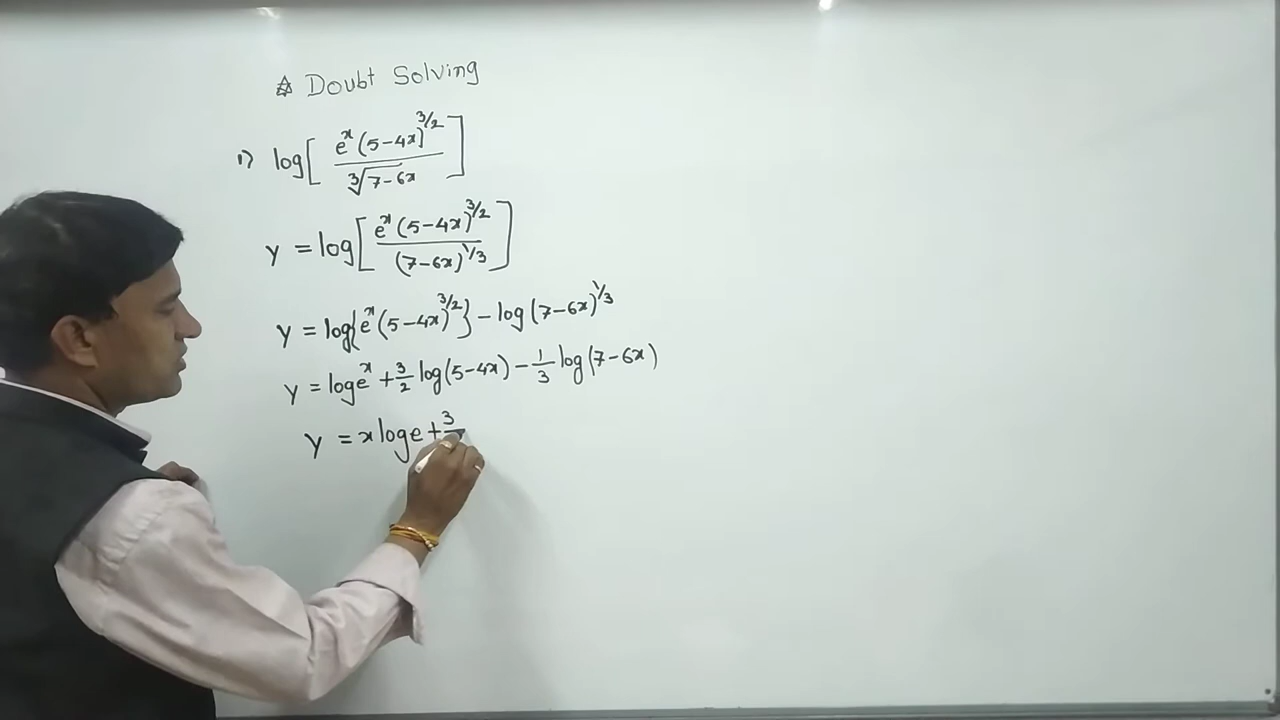 ✡ Doubt Solving
1) log[ e^x (5-4x)^3/2 / ∛7-6x ]
y = log[ e^x (5-4x)^3/2 / (7-6x)^1/3 ]
y = log{e^x (5-4x)^3/2} - log(7-6x)^1/3
y = log e^x + 3/2 log(5-4x) - 1/3 log(7-6x)
y = x log e + 3